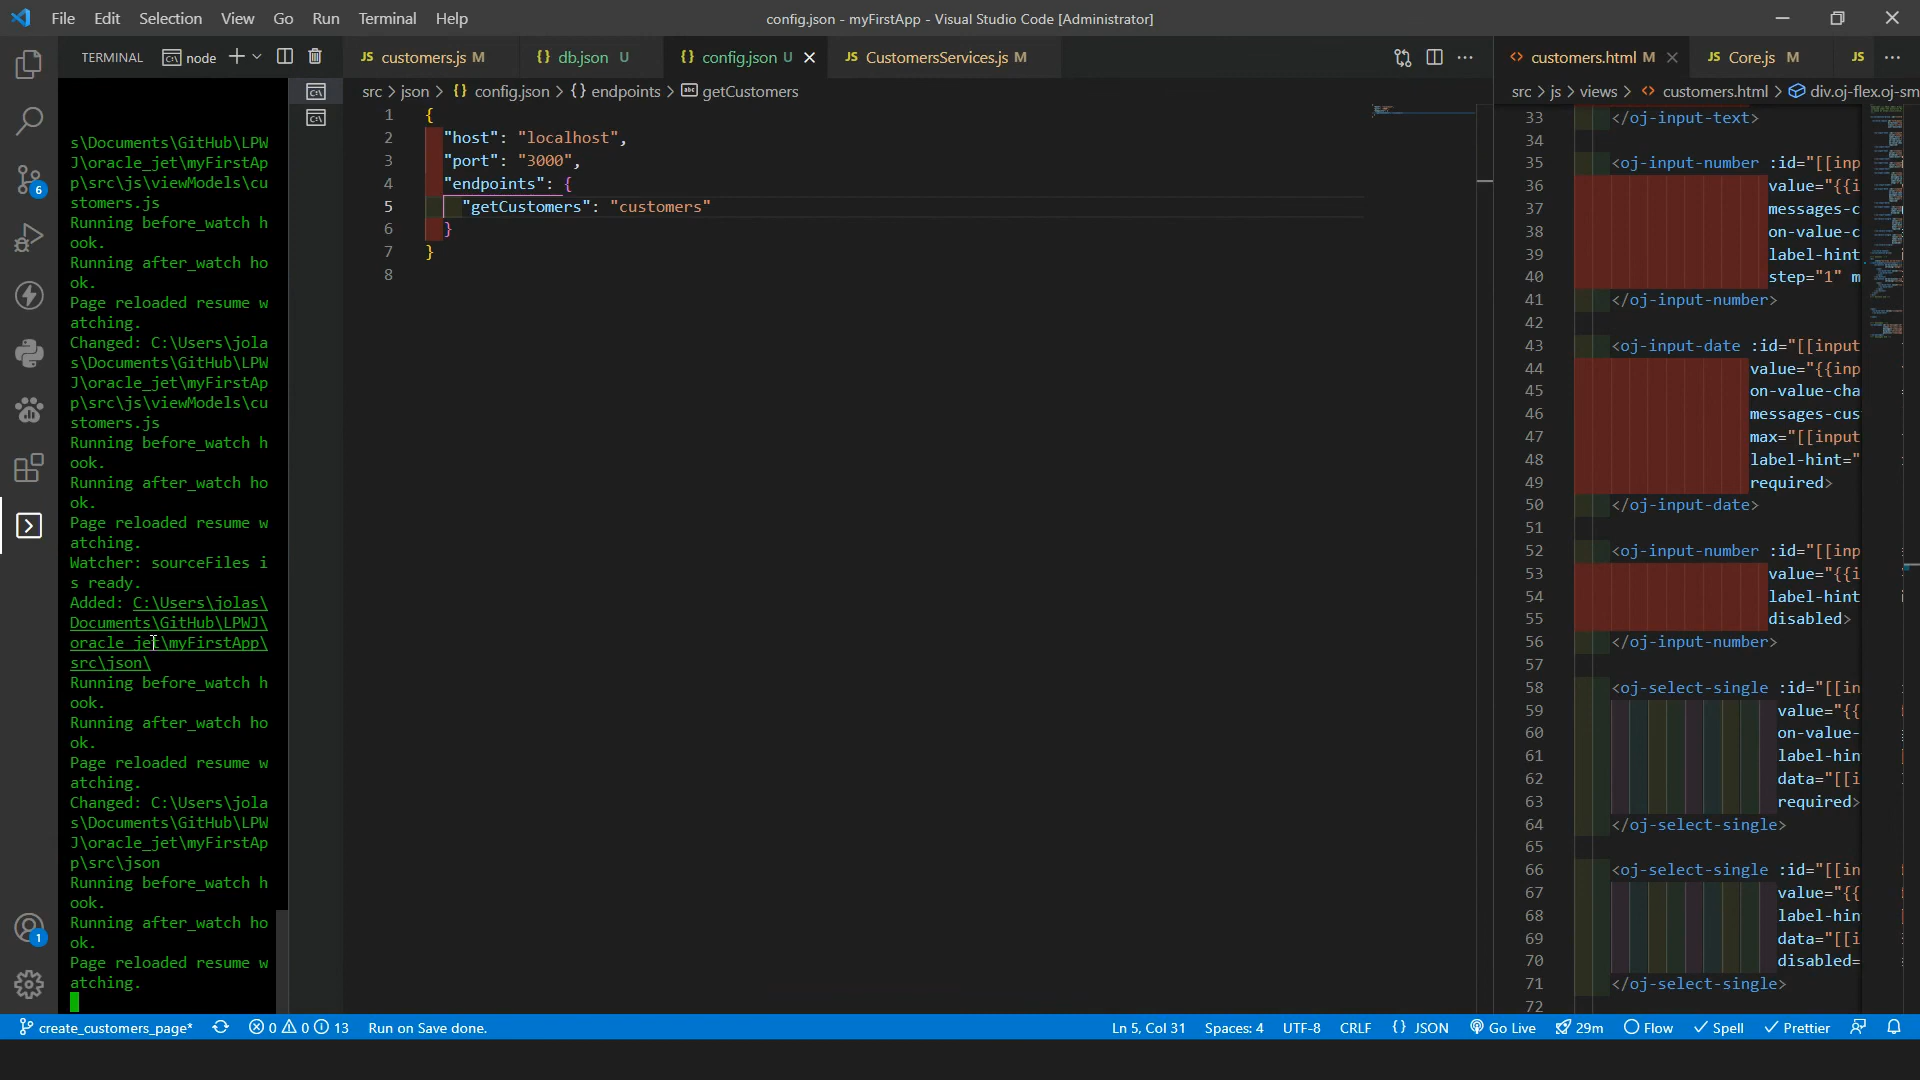 File Edit Selection View Go Run Terminal Help
config.json - myFirstApp - Visual Studio Code [Administrator]
TERMINAL
node
s\Documents\GitHub\LPW
J\oracle_jet\myFirstAp
p\src\js\viewModels\cu
stomers.js
Running before_watch h
ook.
Running after_watch ho
ok.
Page reloaded resume w
atching.
Changed: C:\Users\jola
s\Documents\GitHub\LPW
J\oracle_jet\myFirstAp
p\src\js\viewModels\cu
stomers.js
Running before_watch h
ook.
Running after_watch ho
ok.
Page reloaded resume w
atching.
Watcher: sourceFiles i
s ready.
Added: C:\Users\jolas\
Documents\GitHub\LPWJ\
oracle_jet\myFirstApp\
src\json\
Running before_watch h
ook.
Running after_watch ho
ok.
Page reloaded resume w
atching.
Changed: C:\Users\jola
s\Documents\GitHub\LPW
J\oracle_jet\myFirstAp
p\src\json
Running before_watch h
ook.
Running after_watch ho
ok.
Page reloaded resume w
atching.
JS customers.js M {} db.json U {} config.json U JS CustomersServices.js M
src > json > {} config.json > {} endpoints > getCustomers
1 {
2 "host": "localhost",
3 "port": "3000",
4 "endpoints": {
5 "getCustomers": "customers"
6 }
7 }
8
customers.html M JS Core.js M JS
src > js > views > customers.html > div.oj-flex.oj-sm
33 </oj-input-text>
34
35 <oj-input-number :id="[[inp
36 value="{{i
37 messages-c
38 on-value-c
39 label-hint
40 step="1" m
41 </oj-input-number>
42
43 <oj-input-date :id="[[input
44 value="{{inp
45 on-value-cha
46 messages-cus
47 max="[[input
48 label-hint="
49 required>
50 </oj-input-date>
51
52 <oj-input-number :id="[[inp
53 value="{{i
54 label-hint
55 disabled>
56 </oj-input-number>
57
58 <oj-select-single :id="[[in
59 value="{{
60 on-value-
61 label-hin
62 data="[[i
63 required>
64 </oj-select-single>
65
66 <oj-select-single :id="[[in
67 value="{{
68 label-hin
69 data="[[i
70 disabled=
71 </oj-select-single>
72
6
1
create_customers_page* 0 0 13 Run on Save done.
Ln 5, Col 31 Spaces: 4 UTF-8 CRLF {} JSON Go Live 29m Flow Spell Prettier